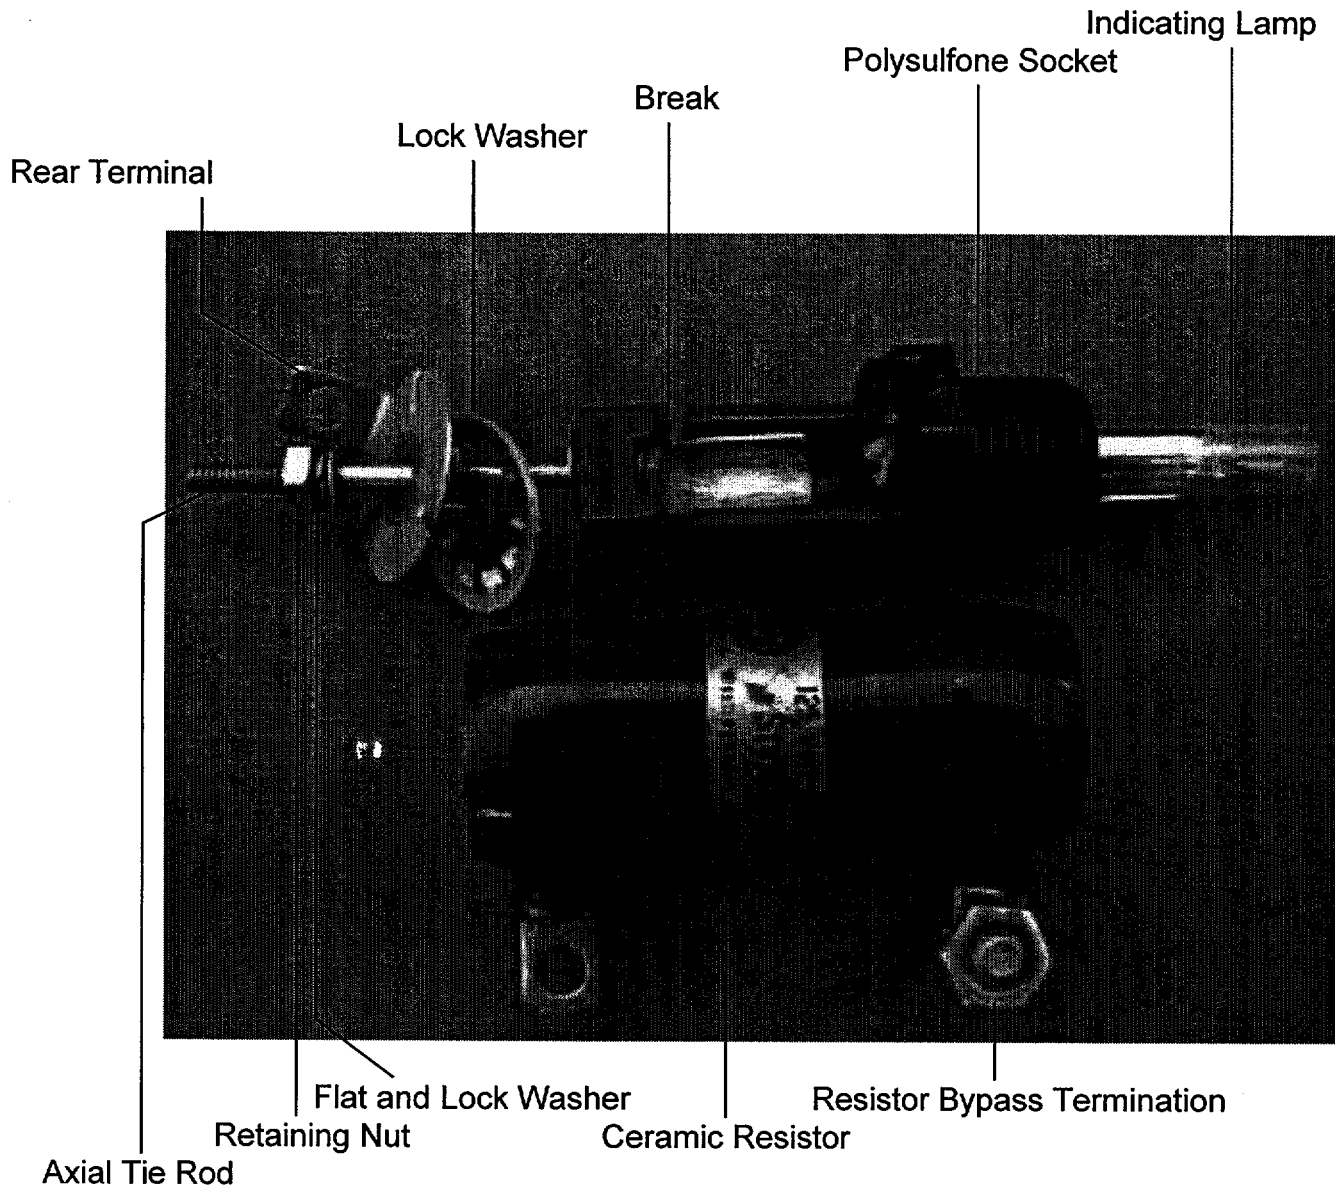 Indicating Lamp
Polysulfone Socket
Break
Lock Washer
Rear Terminal
Flat and Lock Washer
Resistor Bypass Termination
Retaining Nut
Ceramic Resistor
Axial Tie Rod